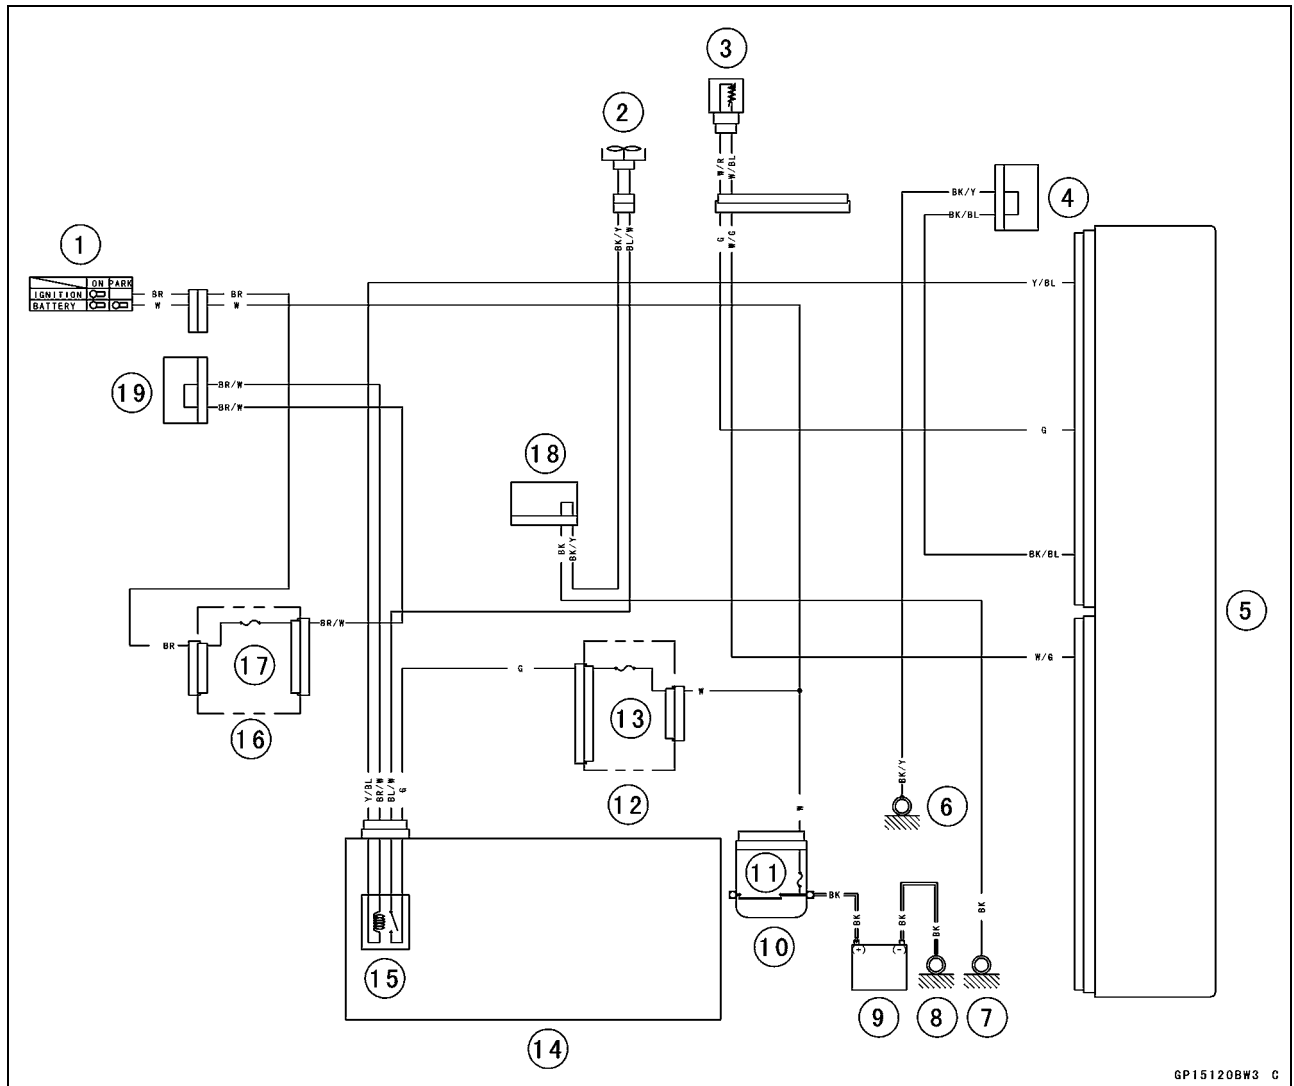 3
2
W/R
W/BL
4
BK/Y
BK/BL
1
ON PARK
IGNITION
BATTERY
BR
W
BR
W
BK/Y
BL/W
G
W/G
Y/BL
19
BR/W
BR/W
18
G
BK
BK/Y
BK/BL
5
BR
17
BR/W
16
G
13
W
12
W/G
Y/BL
BR/W
BL/W
G
W
BK/Y
6
11
BK
10
BK
BK
BK
BK
(+)
(-)
15
9
8
7
14
GP15120BW3 C